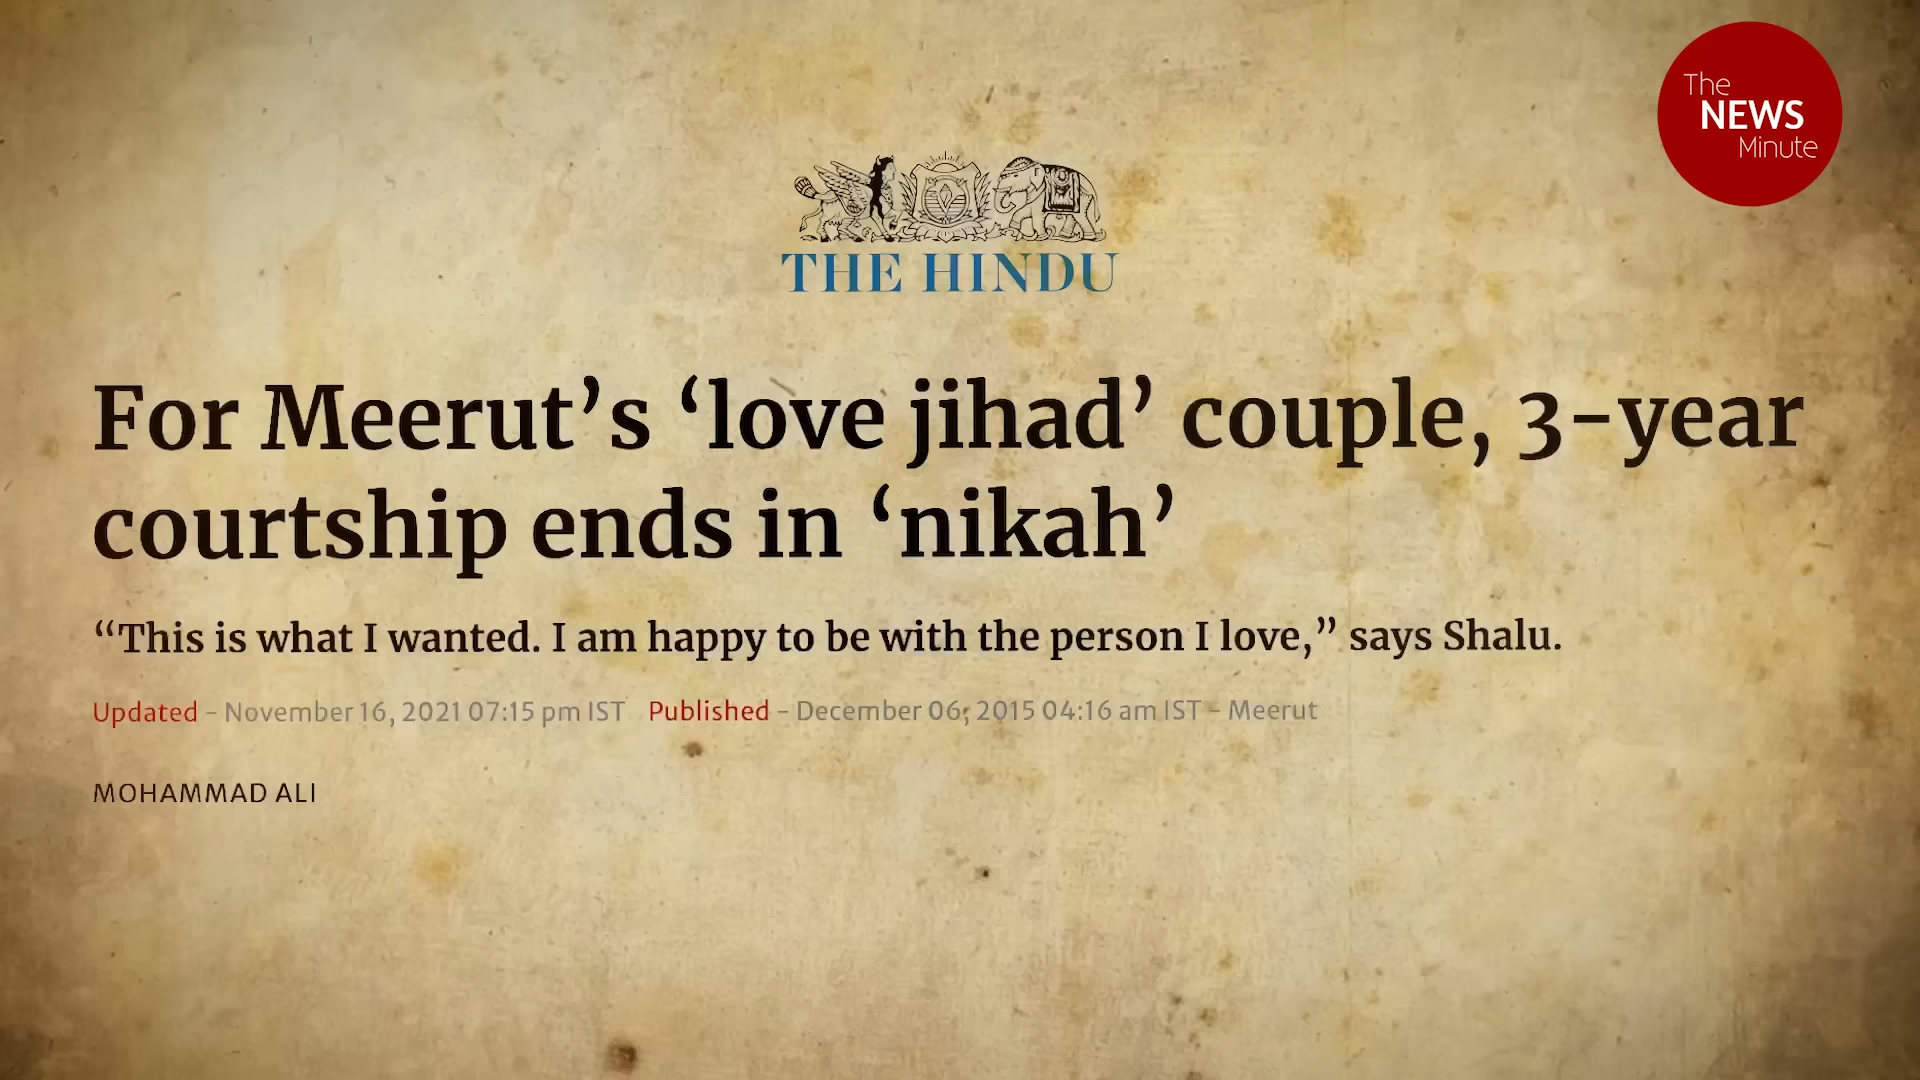 The
NEWS
Minute
THE HINDU
For Meerut’s ‘love jihad’ couple, 3-year
courtship ends in ‘nikah’
“This is what I wanted. I am happy to be with the person I love,” says Shalu.
Updated - November 16, 2021 07:15 pm IST Published - December 06, 2015 04:16 am IST - Meerut
MOHAMMAD ALI